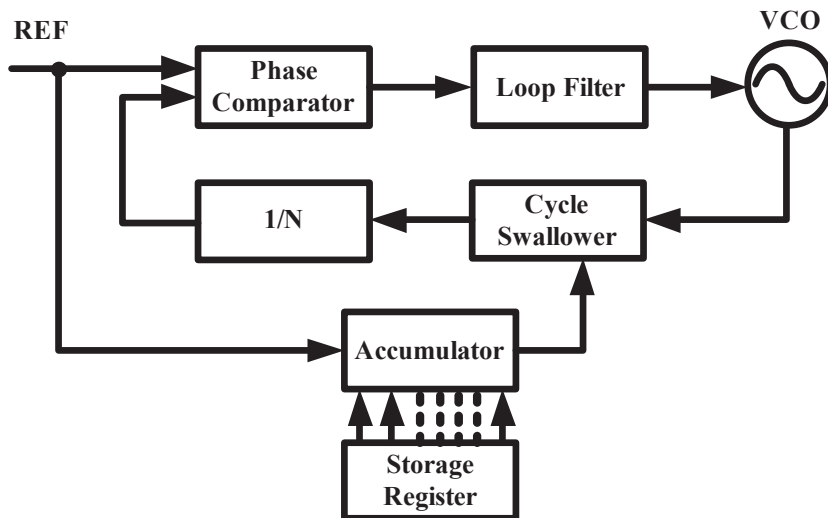 REF
VCO
Phase
Comparator
Loop Filter
1/N
Cycle
Swallower
Accumulator
Storage
Register